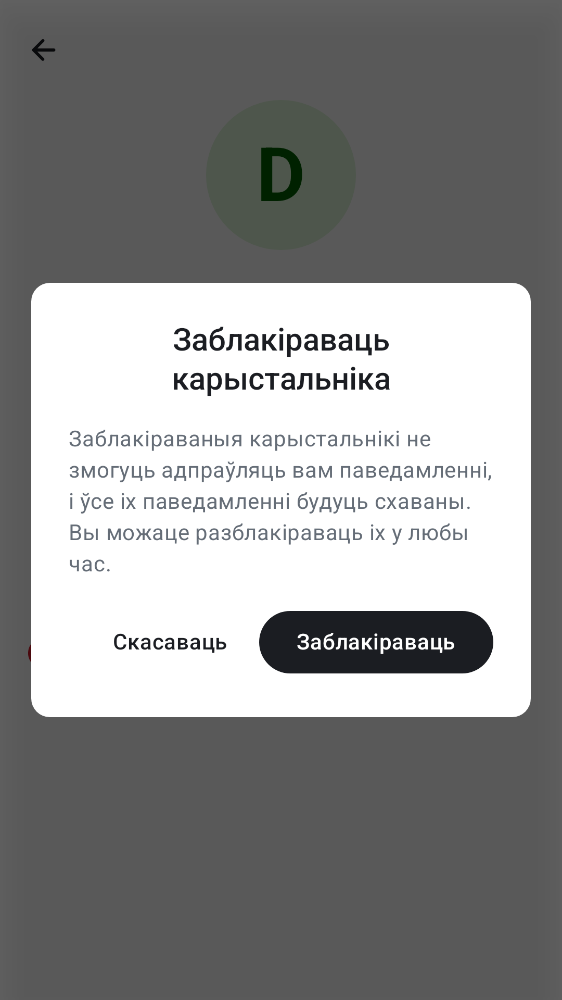 D
Заблакіраваць
карыстальніка
Заблакіраваныя карыстальнікі не
змогуць адпраўляць вам паведамленні,
і ўсе іх паведамленні будуць схаваны.
Вы можаце разблакіраваць іх у любы
час.
Скасаваць
Заблакіраваць